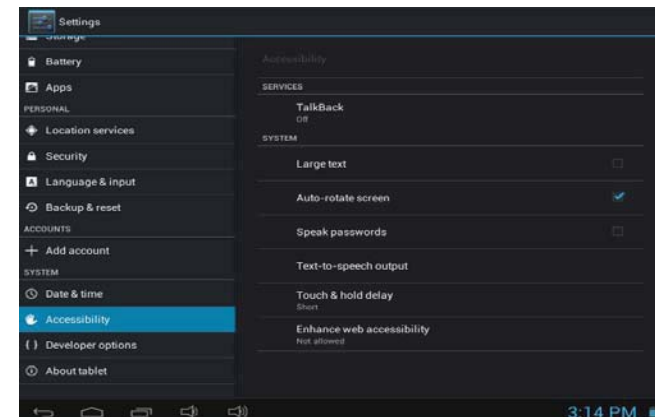 Settings
Storage
Battery
Apps
PERSONAL
Location services
Security
Language & input
Backup & reset
ACCOUNTS
Add account
SYSTEM
Date & time
Accessibility
{ } Developer options
About tablet
Accessibility
SERVICES
TalkBack
Off
SYSTEM
Large text
Auto-rotate screen
Speak passwords
Text-to-speech output
Touch & hold delay
Short
Enhance web accessibility
Not allowed
3:14 PM